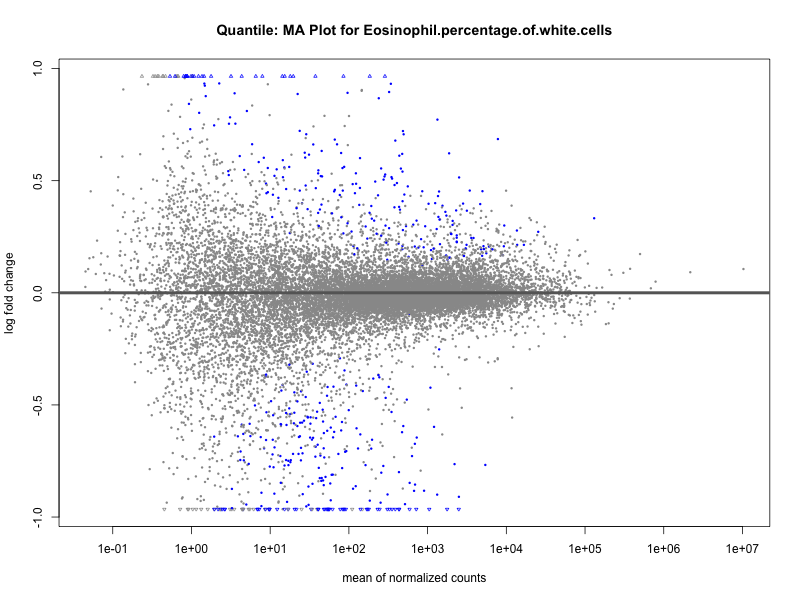 Quantile: MA Plot for Eosinophil.percentage.of.white.cells
log fold change
1.0
0.5
0.0
-0.5
-1.0
1e-01 1e+00 1e+01 1e+02 1e+03 1e+04 1e+05 1e+06 1e+07
mean of normalized counts